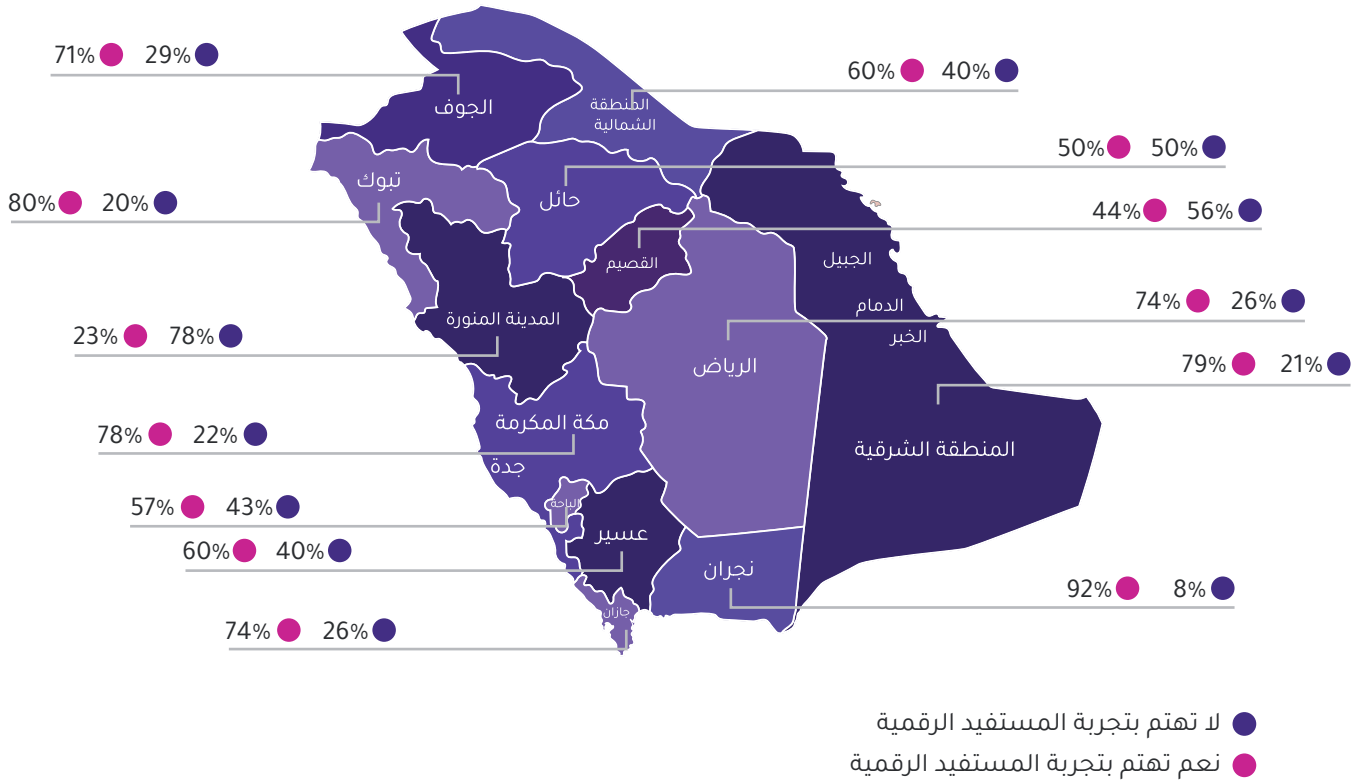 71% 29%
60% 40%
الجوف
المنطقة
الشمالية
50% 50%
تبوك
حائل
80% 20%
44% 56%
القصيم
الجبيل
74% 26%
الدمام
المدينة المنورة
23% 78%
الخبر
79% 21%
الرياض
مكة المكرمة
78% 22%
المنطقة الشرقية
جدة
الباحة
57% 43%
عسير
60% 40%
نجران
92% 8%
جازان
74% 26%
لا تهتم بتجربة المستفيد الرقمية
نعم تهتم بتجربة المستفيد الرقمية